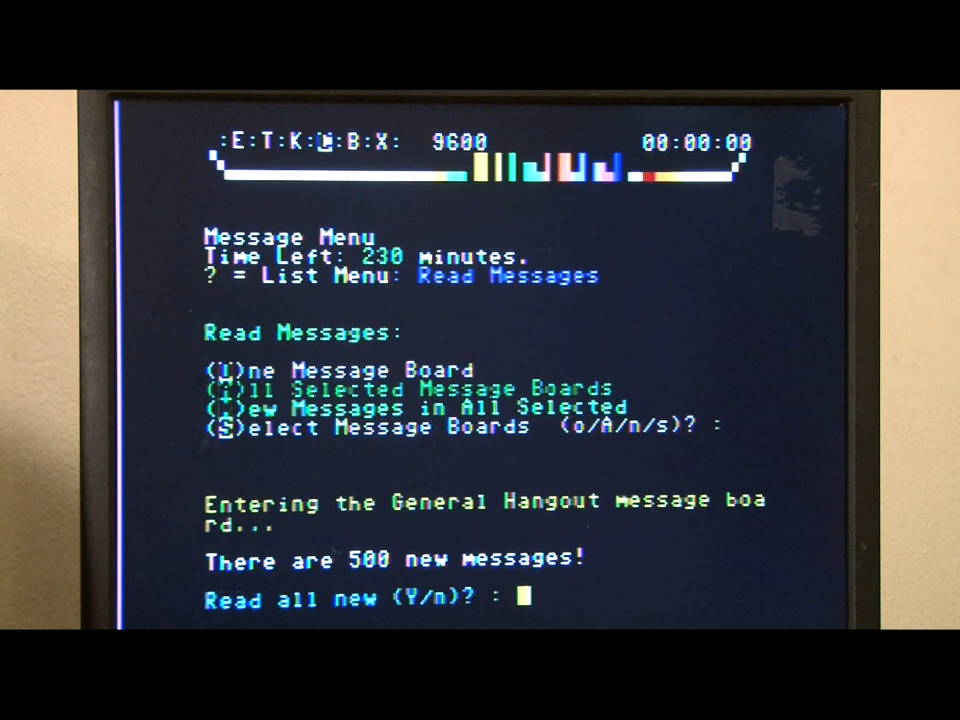 :E:T:K:L:B:X: 9600 00:00:00
Message Menu
Time Left: 230 minutes.
? = List Menu: Read Messages
Read Messages:
(O)ne Message Board
(A)ll Selected Message Boards
(N)ew Messages in All Selected
(S)elect Message Boards (o/A/n/s)? :
Entering the General Hangout message boa
rd...
There are 500 new messages!
Read all new (Y/n)? :